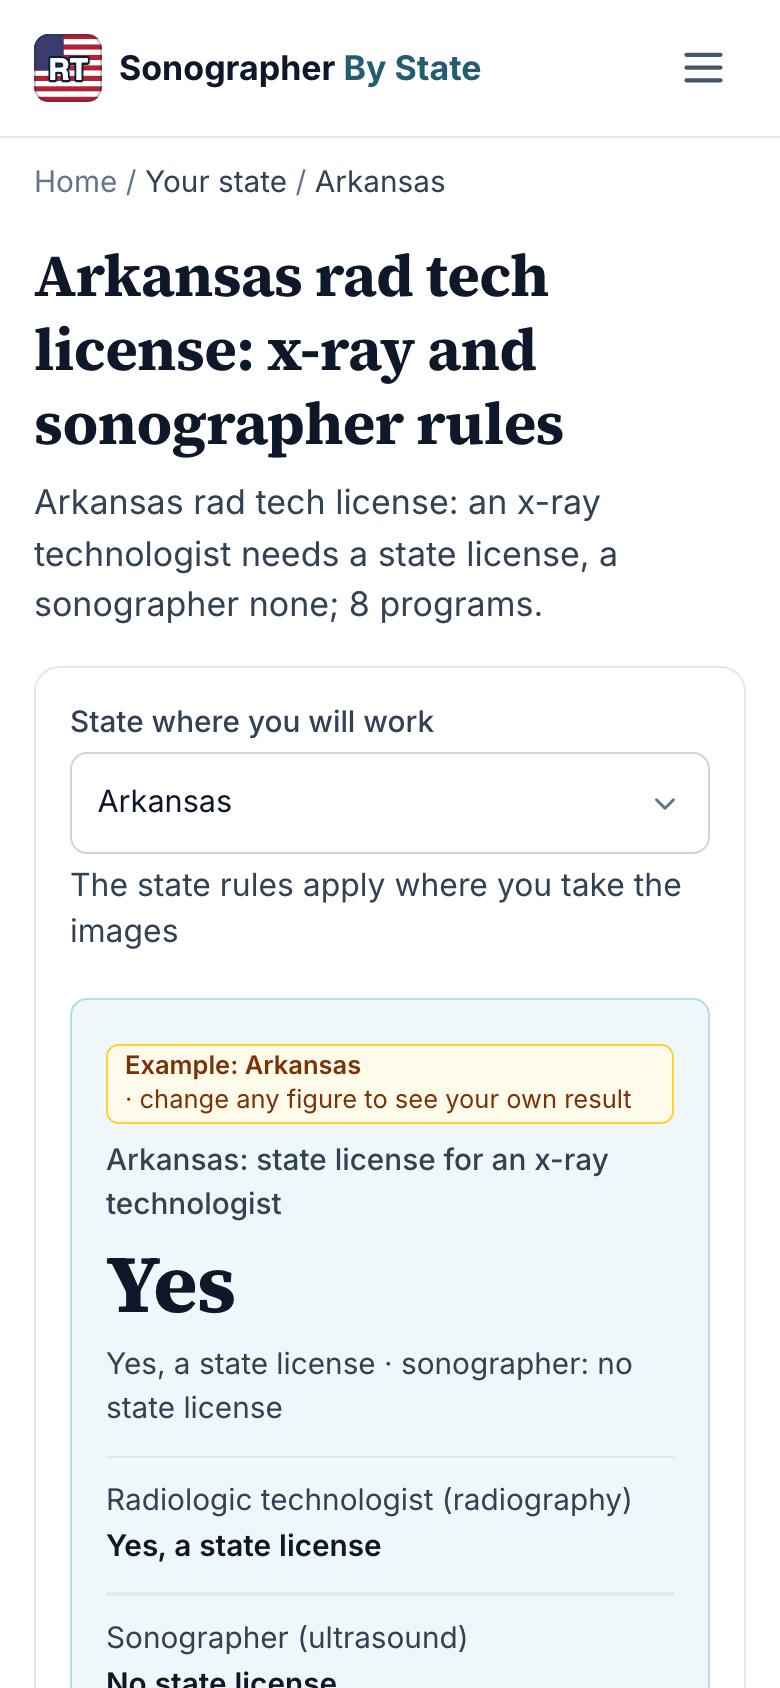 RT
Sonographer By State
Home / Your state / Arkansas
Arkansas rad tech
license: x-ray and
sonographer rules
Arkansas rad tech license: an x-ray
technologist needs a state license, a
sonographer none; 8 programs.
State where you will work
Arkansas
The state rules apply where you take the
images
Example: Arkansas
· change any figure to see your own result
Arkansas: state license for an x-ray
technologist
Yes
Yes, a state license · sonographer: no
state license
Radiologic technologist (radiography)
Yes, a state license
Sonographer (ultrasound)
No state license